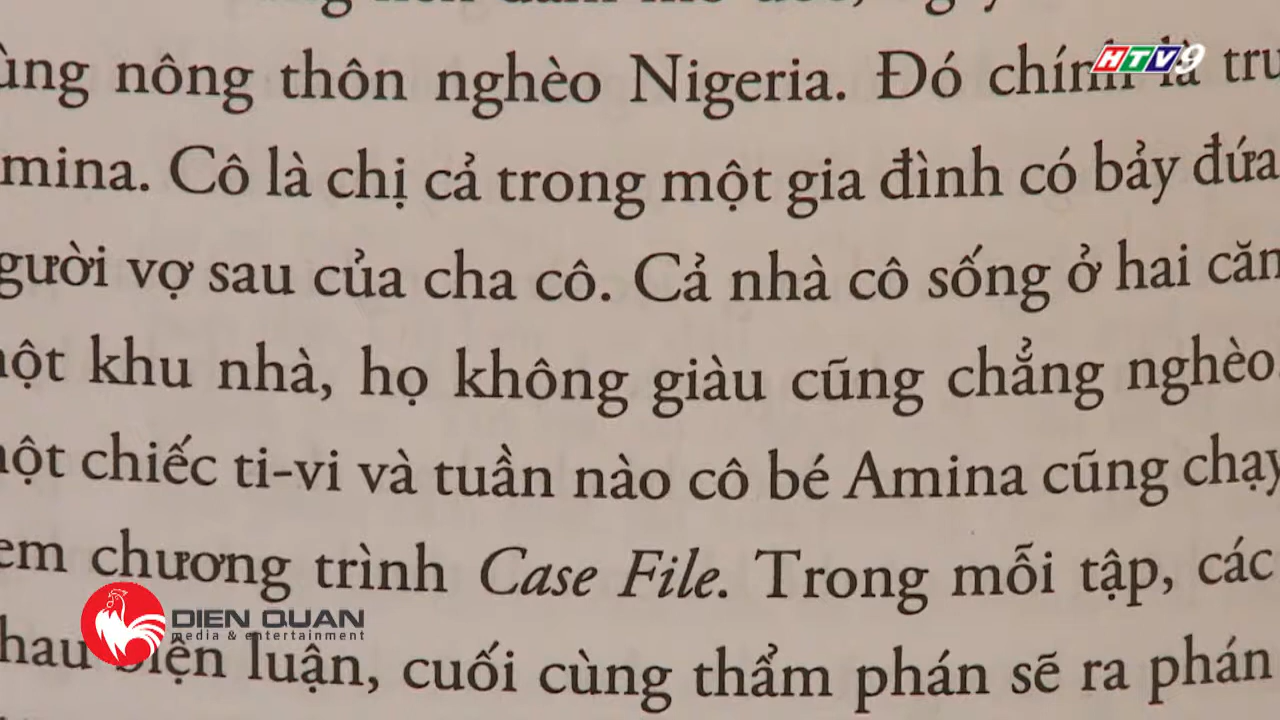 ùng nông thôn nghèo Nigeria. Đó chính là tru
mina. Cô là chị cả trong một gia đình có bảy đứa
gười vợ sau của cha cô. Cả nhà cô sống ở hai căn
một khu nhà, họ không giàu cũng chẳng nghèo.
một chiếc ti-vi và tuần nào cô bé Amina cũng chạy
em chương trình Case File. Trong mỗi tập, các
hau biện luận, cuối cùng thẩm phán sẽ ra phán
HTV9
DIEN QUAN
media & entertainment